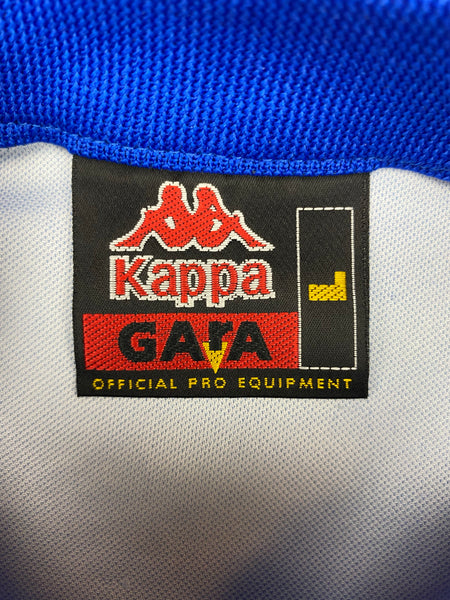 Kappa
GArA
L
OFFICIAL PRO EQUIPMENT